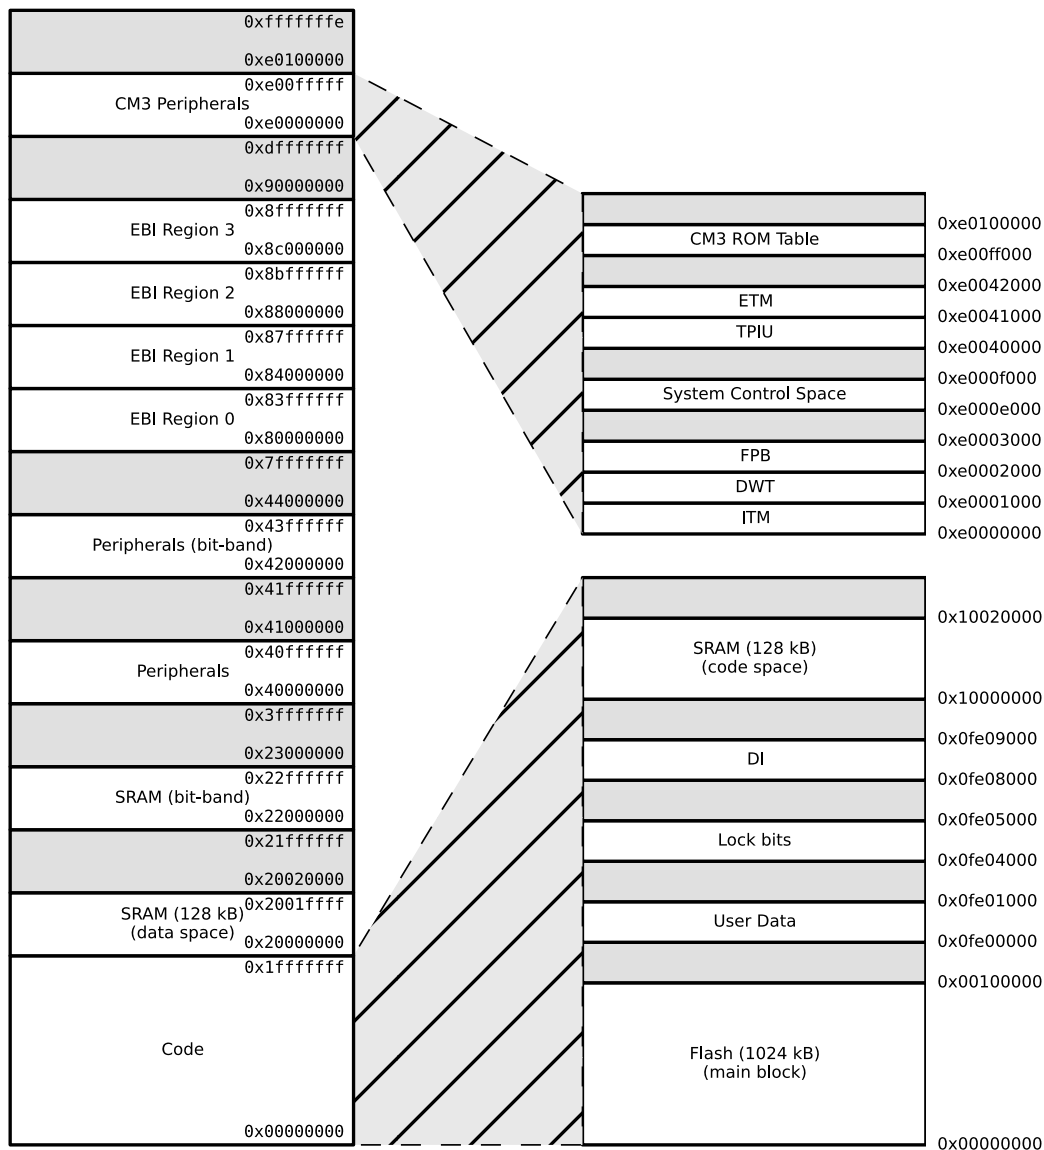 0xfffffffe
0xe0100000
0xe00fffff
CM3 Peripherals
0xe0000000
0xdfffffff
0x90000000
0x8fffffff
EBI Region 3
0x8c000000
0x8bffffff
EBI Region 2
0x88000000
0x87ffffff
EBI Region 1
0x84000000
0x83ffffff
EBI Region 0
0x80000000
0x7fffffff
0x44000000
0x43ffffff
Peripherals (bit-band)
0x42000000
0x41ffffff
0x41000000
0x40ffffff
Peripherals
0x40000000
0x3fffffff
0x23000000
0x22ffffff
SRAM (bit-band)
0x22000000
0x21ffffff
0x20020000
0x2001ffff
SRAM (128 kB)
(data space)
0x20000000
0x1fffffff
Code
0x00000000
0xe0100000
CM3 ROM Table
0xe00ff000
0xe0042000
ETM
0xe0041000
TPIU
0xe0040000
0xe000f000
System Control Space
0xe000e000
0xe0003000
FPB
0xe0002000
DWT
0xe0001000
ITM
0xe0000000
0x10020000
SRAM (128 kB)
(code space)
0x10000000
0x0fe09000
DI
0x0fe08000
0x0fe05000
Lock bits
0x0fe04000
0x0fe01000
User Data
0x0fe00000
0x00100000
Flash (1024 kB)
(main block)
0x00000000